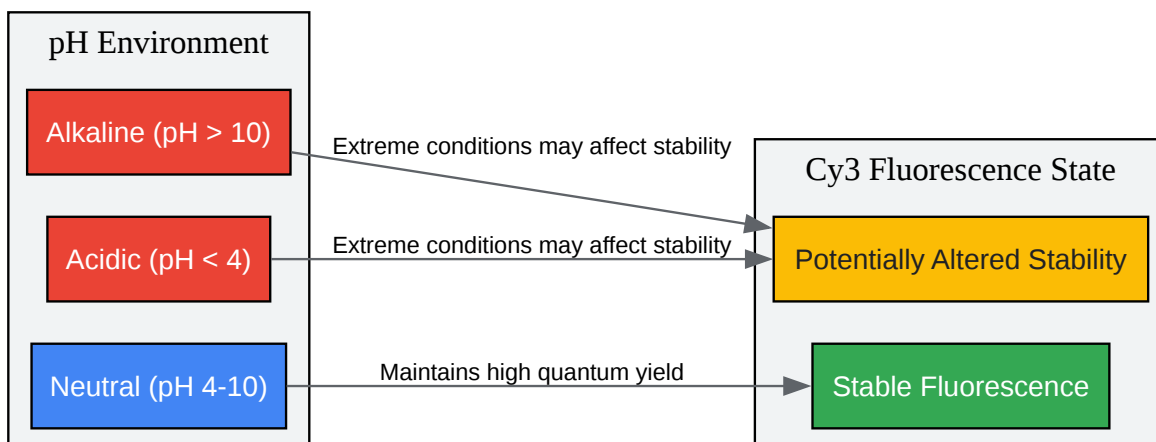 pH Environment
Alkaline (pH > 10)
Extreme conditions may affect stability
Cy3 Fluorescence State
Acidic (pH < 4)
Extreme conditions may affect stability
Potentially Altered Stability
Neutral (pH 4-10)
Maintains high quantum yield
Stable Fluorescence